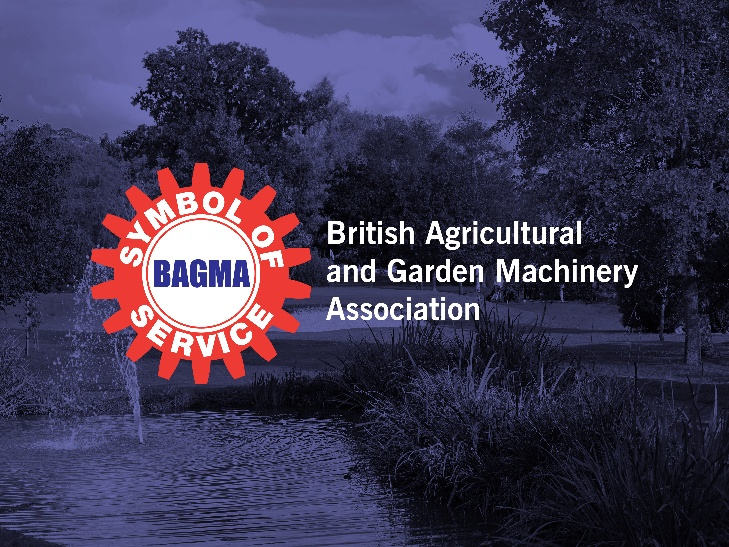 SYMBOL OF
BAGMA
SERVICE
British Agricultural
and Garden Machinery
Association